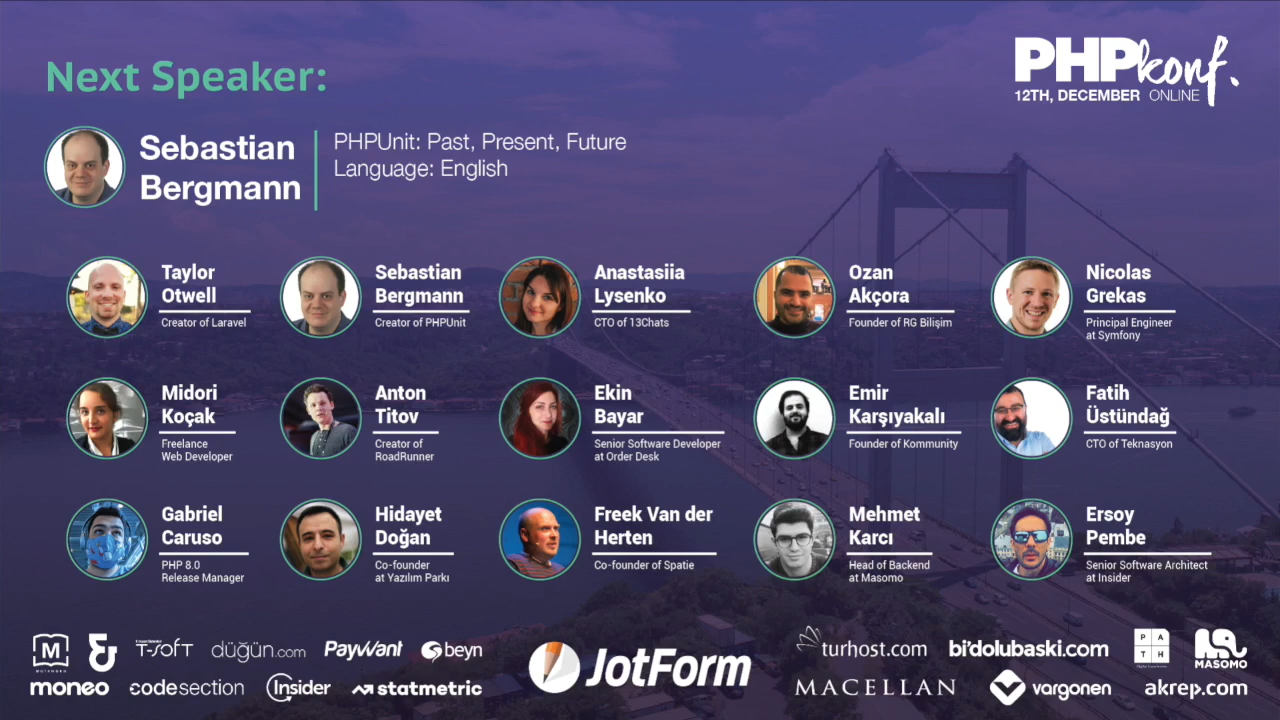 Next Speaker:
PHPkonf.
12TH, DECEMBER ONLINE
Sebastian
Bergmann
PHPUnit: Past, Present, Future
Language: English
Taylor
Otwell
Creator of Laravel
Sebastian
Bergmann
Creator of PHPUnit
Anastasiia
Lysenko
CTO of 13Chats
Ozan
Akçora
Founder of RG Bilişim
Nicolas
Grekas
Principal Engineer
at Symfony
Midori
Koçak
Freelance
Web Developer
Anton
Titov
Creator of
RoadRunner
Ekin
Bayar
Senior Software Developer
at Order Desk
Emir
Karşıyakalı
Founder of Kommunity
Fatih
Üstündağ
CTO of Teknasyon
Gabriel
Caruso
PHP 8.0
Release Manager
Hidayet
Doğan
Co-founder
at Yazılım Parkı
Freek Van der
Herten
Co-founder of Spatie
Mehmet
Karcı
Head of Backend
at Masomo
Ersoy
Pembe
Senior Software Architect
at Insider
M
T-SOFT
düğün.com
PayWant
beyn
moneo
codesection
Insider
statmetric
JotForm
turhost.com
bi'dolubaski.com
PATH
MASOMO
MACELLAN
vargonen
akrep.com